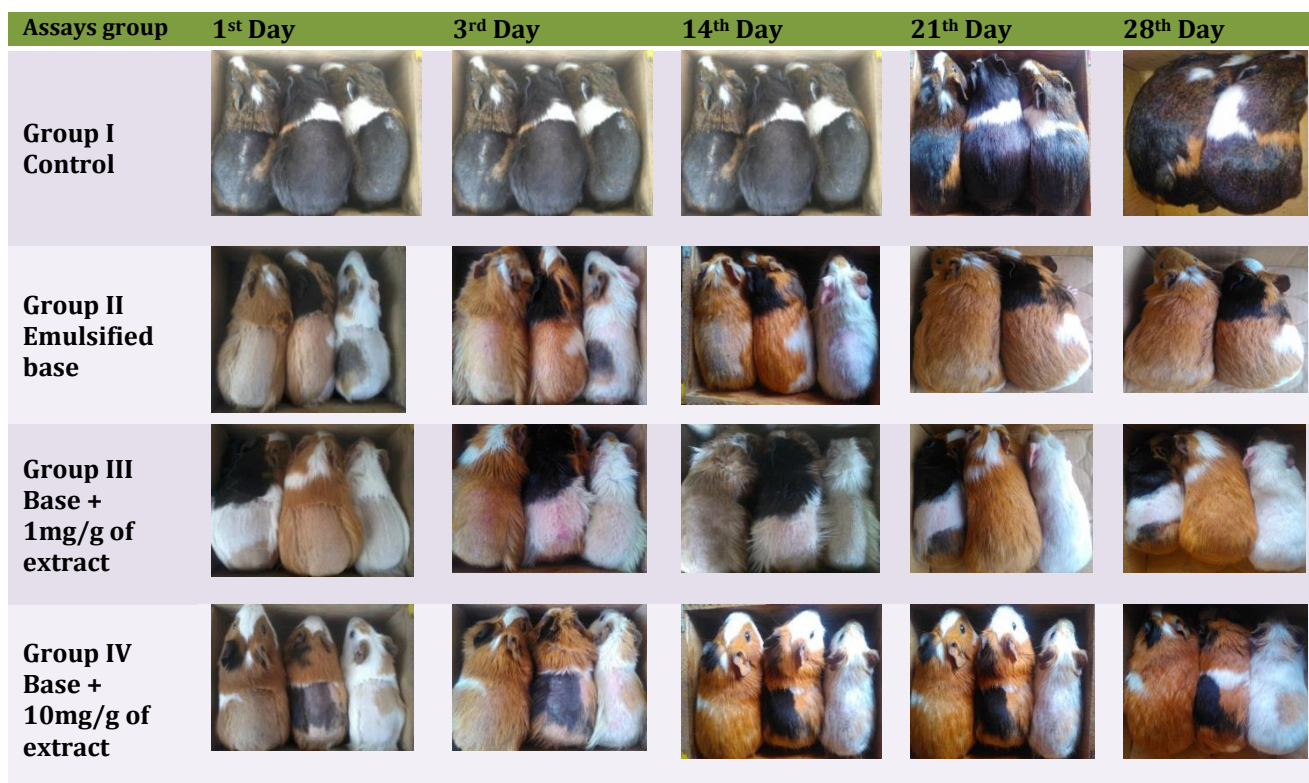 Assays group 1st Day 3rd Day 14th Day 21th Day 28th Day
Group I
Control
Group II
Emulsified
base
Group III
Base +
1mg/g of
extract
Group IV
Base +
10mg/g of
extract